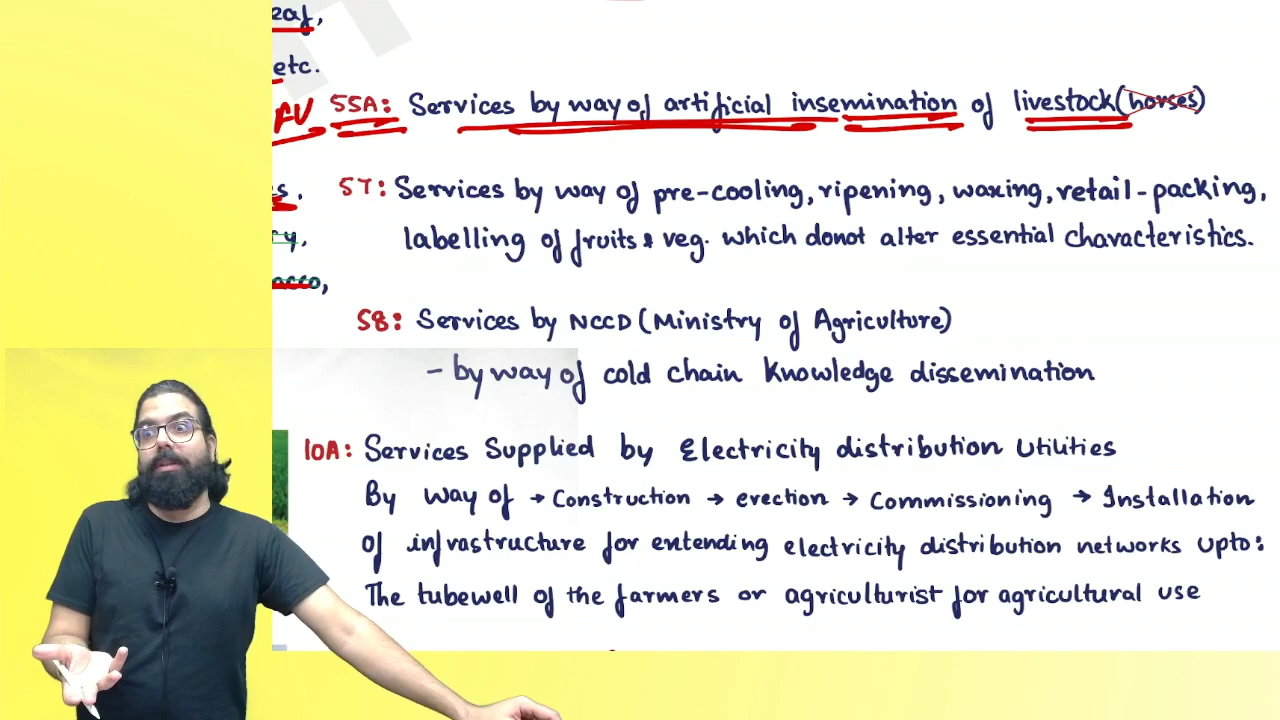 eaf,
etc.
FV 55A: Services by way of artificial insemination of livestock (horses)
s. 57: Services by way of pre-cooling, ripening, waxing, retail-packing,
y. labelling of fruits & veg. which donot alter essential characteristics.
acco,
58: Services by NCCD (Ministry of Agriculture)
- by way of cold chain Knowledge dissemination
10A: Services Supplied by Electricity distribution Utilities
By way of → Construction → erection → Commissioning → Installation
of infrastructure for entending electricity distribution networks upto:
The tubewell of the farmers or agriculturist for agricultural use